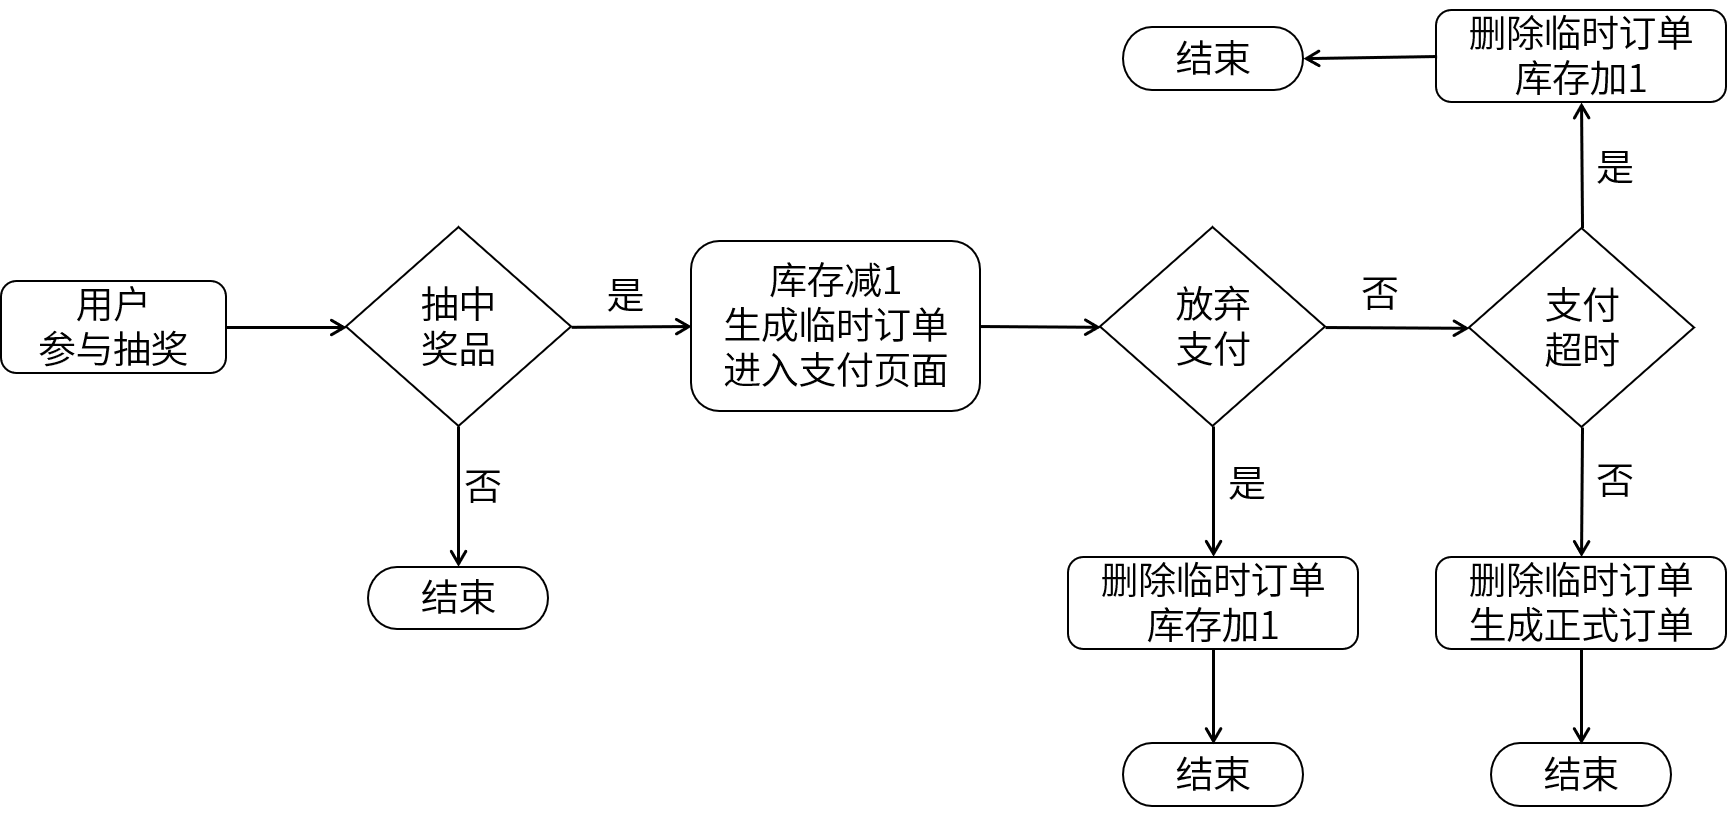 结束
删除临时订单
库存加1
是
用户
参与抽奖
抽中
奖品
是
库存减1
生成临时订单
进入支付页面
放弃
支付
否
支付
超时
否
结束
是
删除临时订单
库存加1
结束
否
删除临时订单
生成正式订单
结束